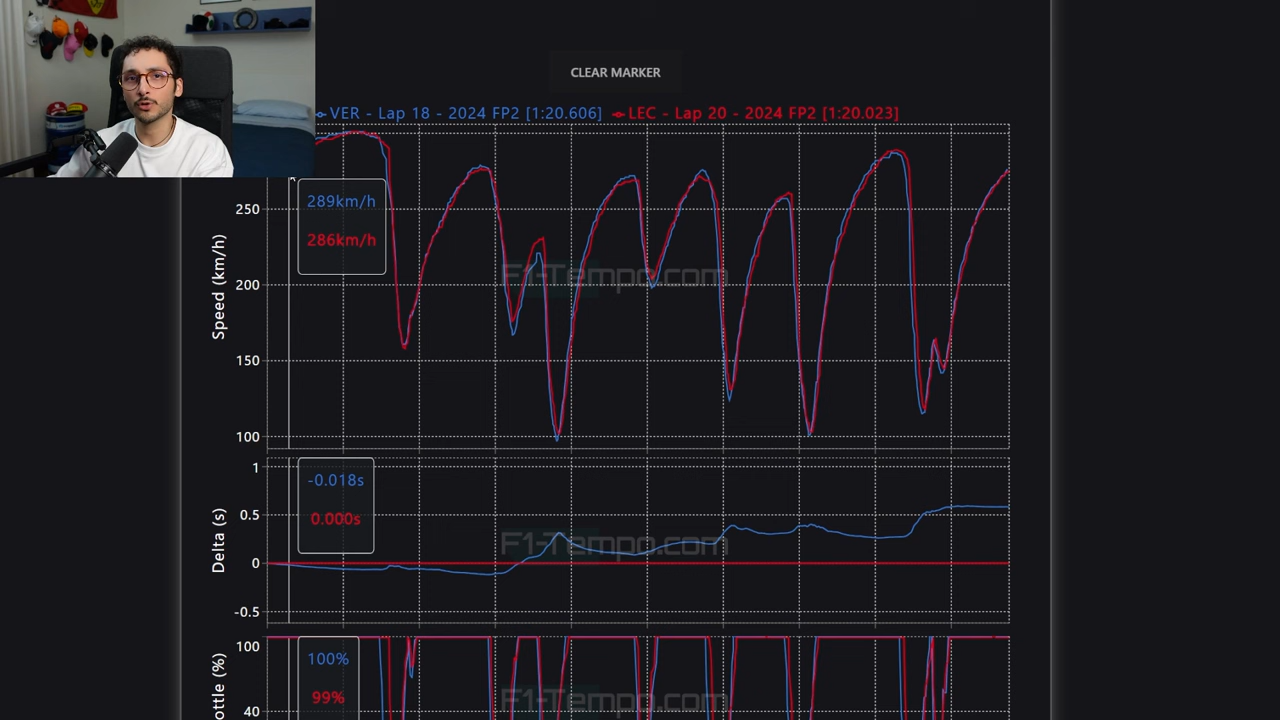 CLEAR MARKER
VER - Lap 18 - 2024 FP2 [1:20.606] LEC - Lap 20 - 2024 FP2 [1:20.023]
289km/h
286km/h
Speed (km/h)
250
200
150
100
F1-Tempo.com
-0.018s
0.000s
Delta (s)
1
0.5
0
-0.5
F1-Tempo.com
100%
99%
ottle (%)
100
40
F1-Tempo.com